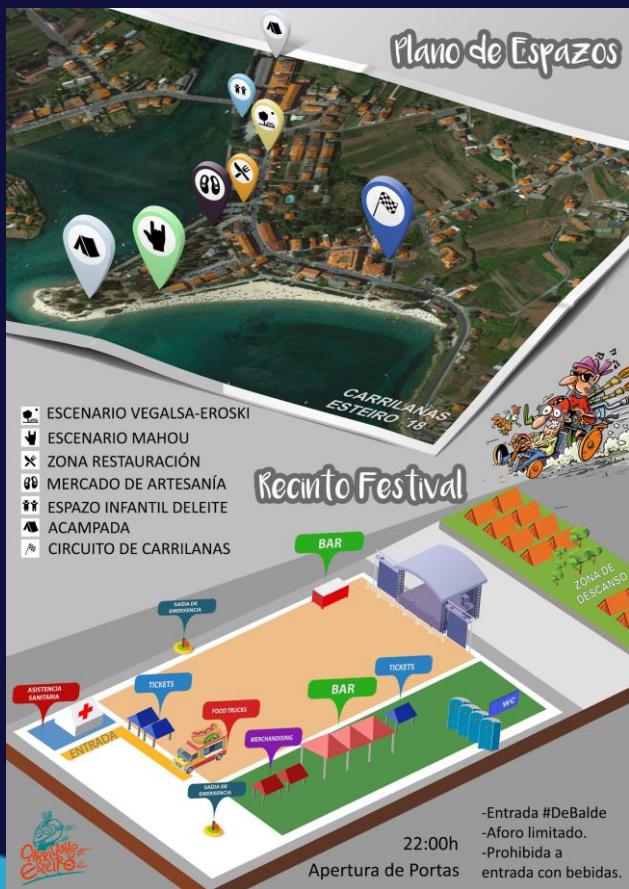 Plano de Espazos
CARRILANAS
ESTEIRO '18
ESCENARIO VEGALSA-EROSKI
ESCENARIO MAHOU
ZONA RESTAURACIÓN
MERCADO DE ARTESANÍA
ESPAZO INFANTIL DELEITE
ACAMPADA
CIRCUITO DE CARRILANAS
Recinto Festival
BAR
ZONA DE
DESCANSO
SAÍDA DE
EMERXENCIA
ASISTENCIA
SANITARIA
TICKETS
FOOD TRUCKS
MERCHANDISING
BAR
TICKETS
WC
ENTRADA
SAÍDA DE
EMERXENCIA
CARRILANAS
ESTEIRO
22:00h
Apertura de Portas
-Entrada #DeBalde
-Aforo limitado.
-Prohibida a
entrada con bebidas.